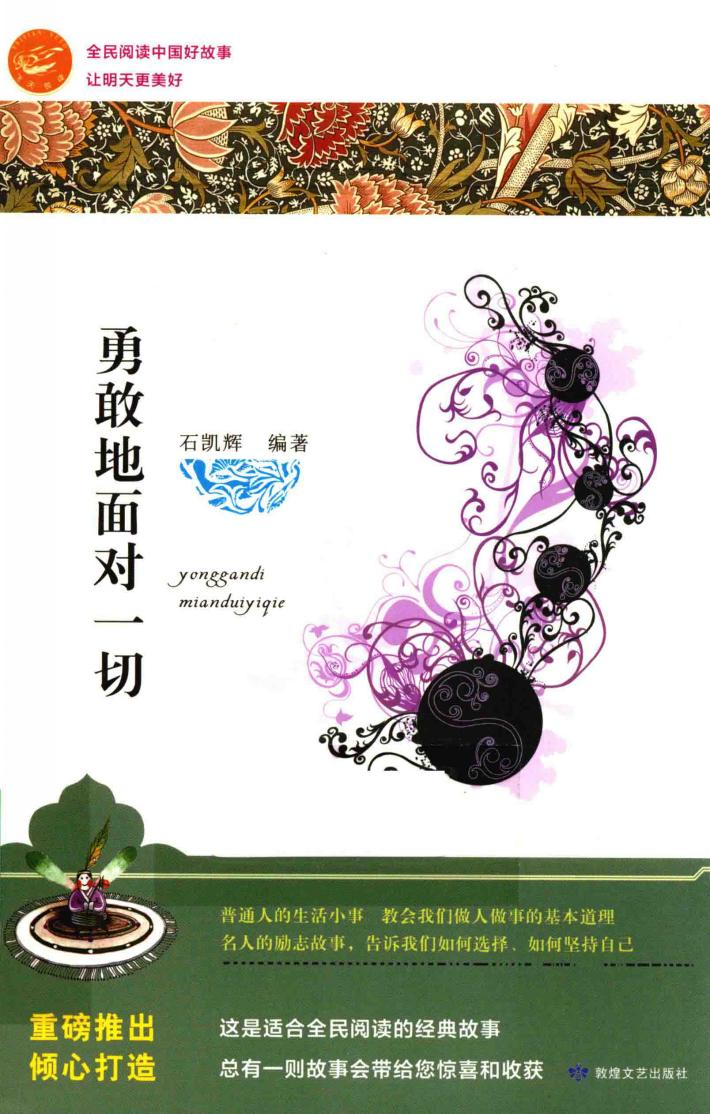 全民阅读中国好故事
让明天更美好
勇敢地面对一切
石凯辉 编著
yonggandi
mianduiyiqie
普通人的生活小事 教会我们做人做事的基本道理
名人的励志故事，告诉我们如何选择、如何坚持自己
重磅推出
倾心打造
这是适合全民阅读的经典故事
总有一则故事会带给您惊喜和收获
敦煌文艺出版社